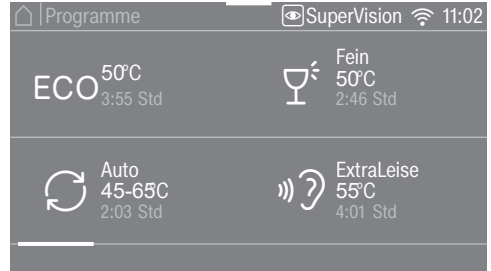 Programme SuperVision 11:02
ECO 50°C
3:55 Std
Fein
50°C
2:46 Std
Auto
45-65°C
2:03 Std
ExtraLeise
55°C
4:01 Std